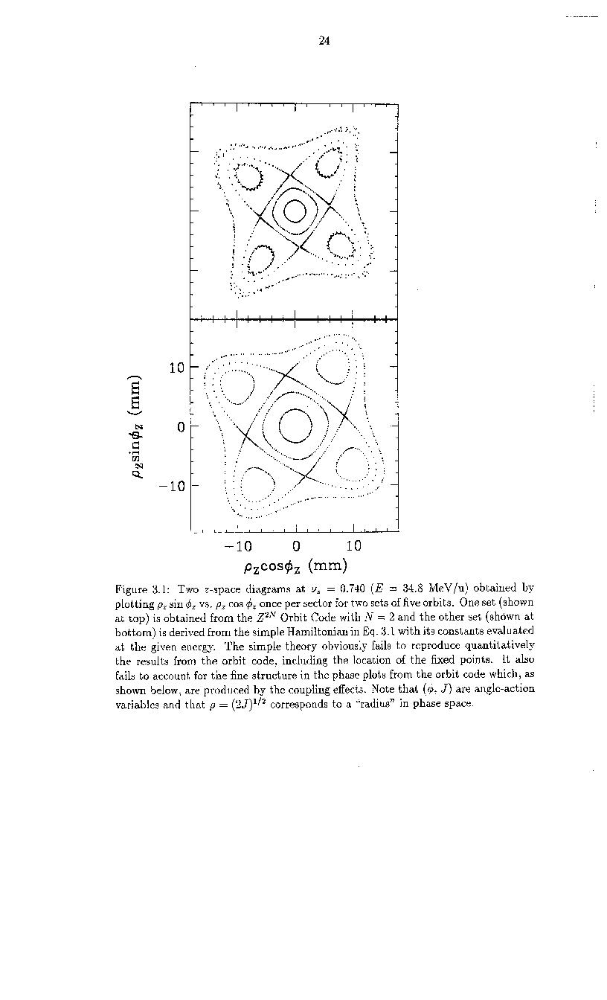 24
10
0
−10
ρzsinϕz (mm)
−10 0 10
ρzcosϕz (mm)
Figure 3.1: Two z-space diagrams at νz = 0.740 (E = 34.8 MeV/u) obtained by
plotting ρz sin ϕz vs. ρz cos ϕz once per sector for two sets of five orbits. One set (shown
at top) is obtained from the Z2N Orbit Code with N = 2 and the other set (shown at
bottom) is derived from the simple Hamiltonian in Eq. 3.1 with its constants evaluated
at the given energy. The simple theory obviously fails to reproduce quantitatively
the results from the orbit code, including the location of the fixed points. It also
fails to account for the fine structure in the phase plots from the orbit code which, as
shown below, are produced by the coupling effects. Note that (ϕ, J) are angle-action
variables and that ρ = (2J)1/2 corresponds to a “radius” in phase space.